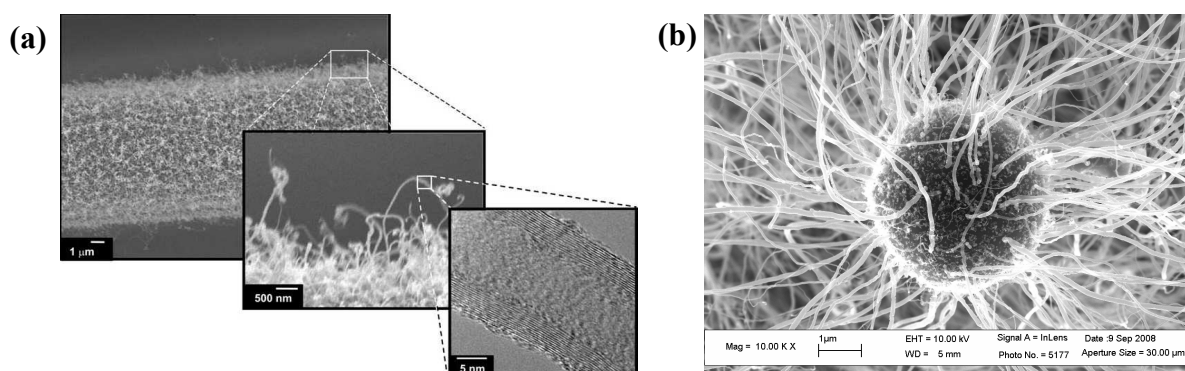 (a)
1 μm
500 nm
5 nm
(b)
Mag = 10.00 K X
1μm
EHT = 10.00 kV
WD = 5 mm
Signal A = InLens
Photo No. = 5177
Date :9 Sep 2008
Aperture Size = 30.00 μm